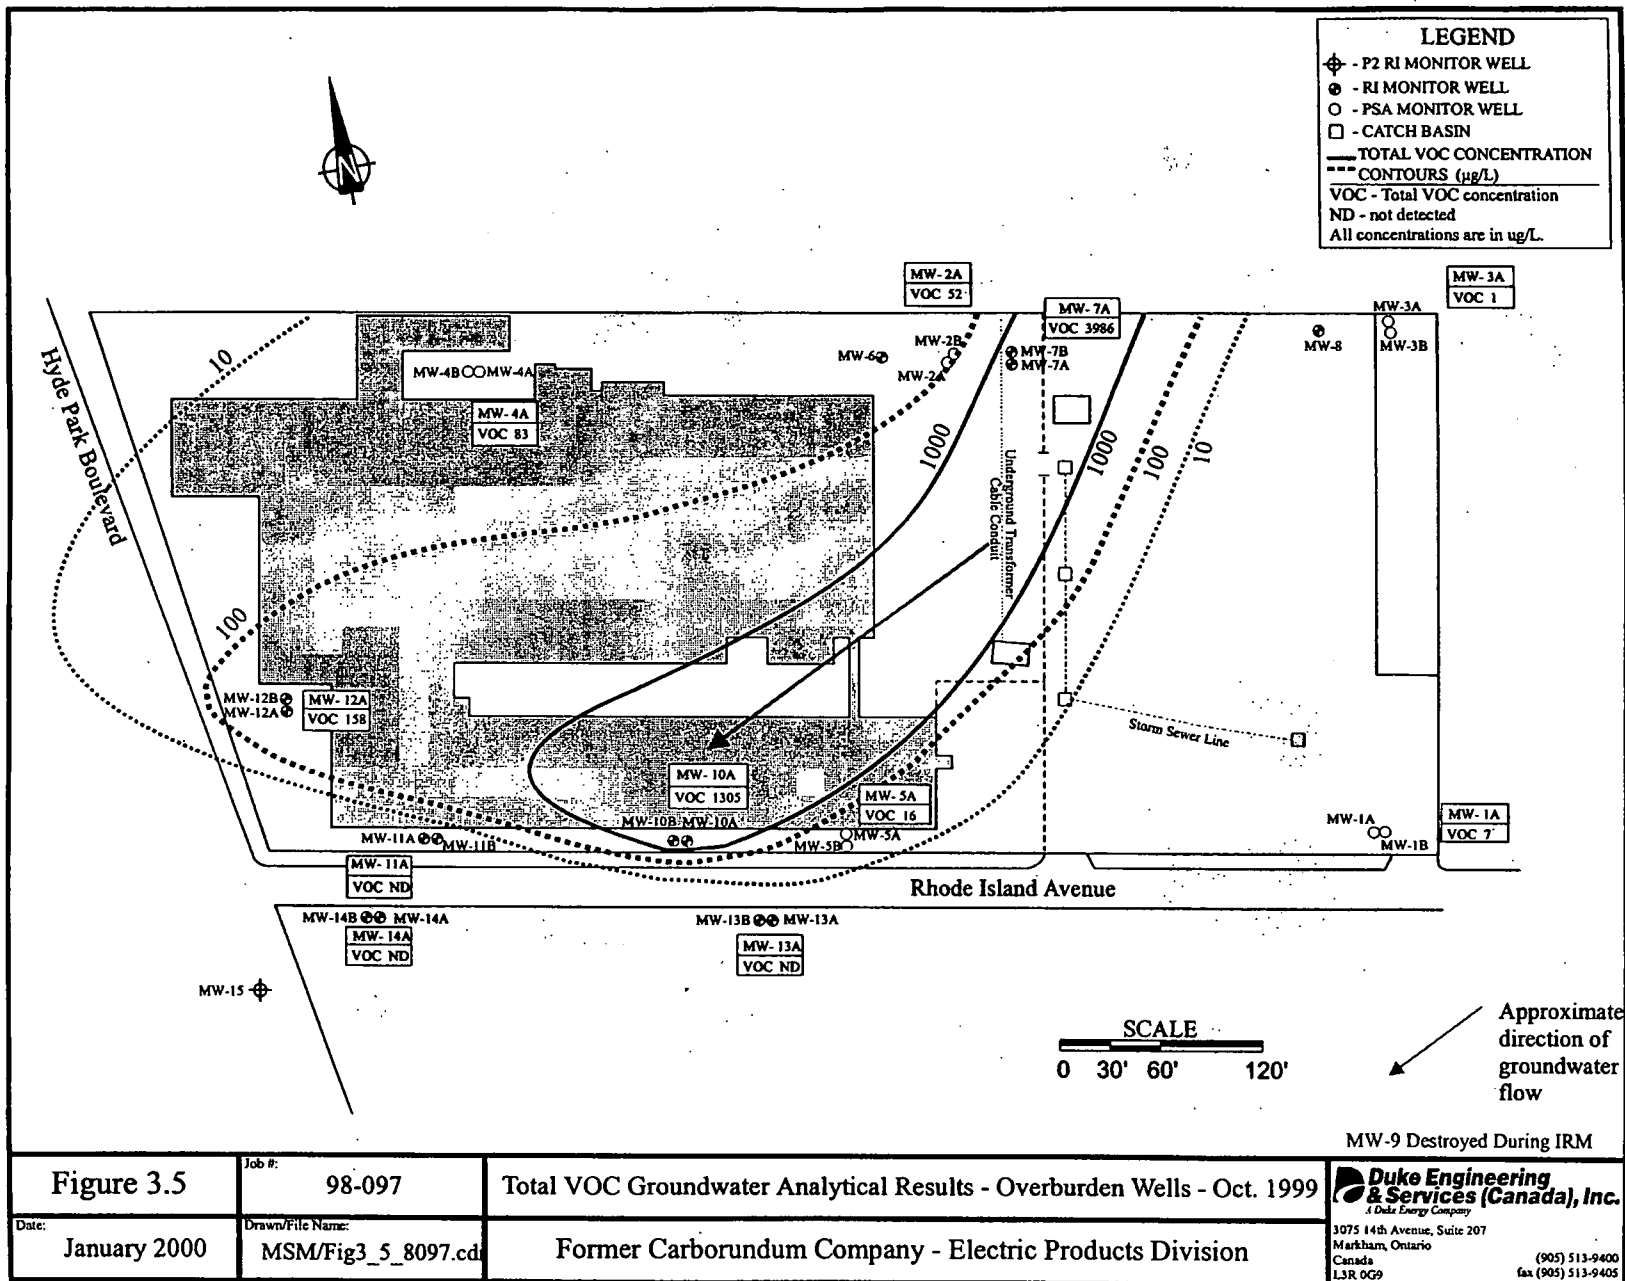 LEGEND
- P2 RI MONITOR WELL
- RI MONITOR WELL
- PSA MONITOR WELL
- CATCH BASIN
TOTAL VOC CONCENTRATION
CONTOURS (µg/L)
VOC - Total VOC concentration
ND - not detected
All concentrations are in ug/L.
N
MW-2A
VOC 52
MW-7A
VOC 3986
MW-3A
VOC 1
MW-3A
MW-3B
MW-8
MW-6
MW-2B
MW-2A
MW-7B
MW-7A
10
Hyde Park Boulevard
MW-4B
MW-4A
MW-4A
VOC 83
1000
1000
100
10
Underground Transformer
Cable Conduit
100
MW-12B
MW-12A
MW-12A
VOC 158
Storm Sewer Line
MW-10A
VOC 1305
MW-5A
VOC 16
MW-10B
MW-10A
MW-11A
MW-11B
MW-5A
MW-5B
MW-1A
MW-1B
MW-1A
VOC 7
MW-11A
VOC ND
Rhode Island Avenue
MW-14B
MW-14A
MW-14A
VOC ND
MW-13B
MW-13A
MW-13A
VOC ND
MW-15
SCALE
0 30' 60' 120'
Approximate
direction of
groundwater
flow
MW-9 Destroyed During IRM
Figure 3.5
Job #:
98-097
Total VOC Groundwater Analytical Results - Overburden Wells - Oct. 1999
Date:
January 2000
Drawn/File Name:
MSM/Fig3_5_8097.cd
Former Carborundum Company - Electric Products Division
Duke Engineering
& Services (Canada), Inc.
A Duke Energy Company
3075 14th Avenue, Suite 207
Markham, Ontario
Canada
L3R 0G9
(905) 513-9400
fax (905) 513-9405